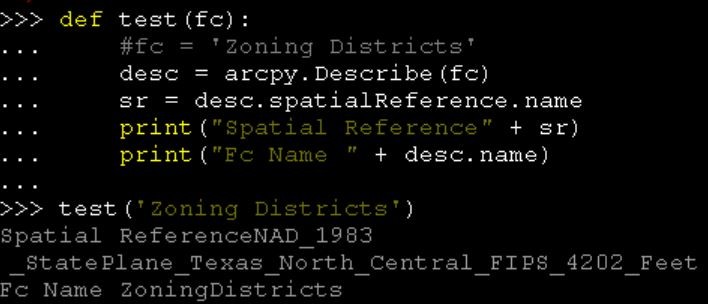 >>> def test(fc):
...     #fc = 'Zoning Districts'
...     desc = arcpy.Describe(fc)
...     sr = desc.spatialReference.name
...     print("Spatial Reference" + sr)
...     print("Fc Name " + desc.name)
...
>>> test('Zoning Districts')
Spatial ReferenceNAD_1983
_StatePlane_Texas_North_Central_FIPS_4202_Feet
Fc Name ZoningDistricts